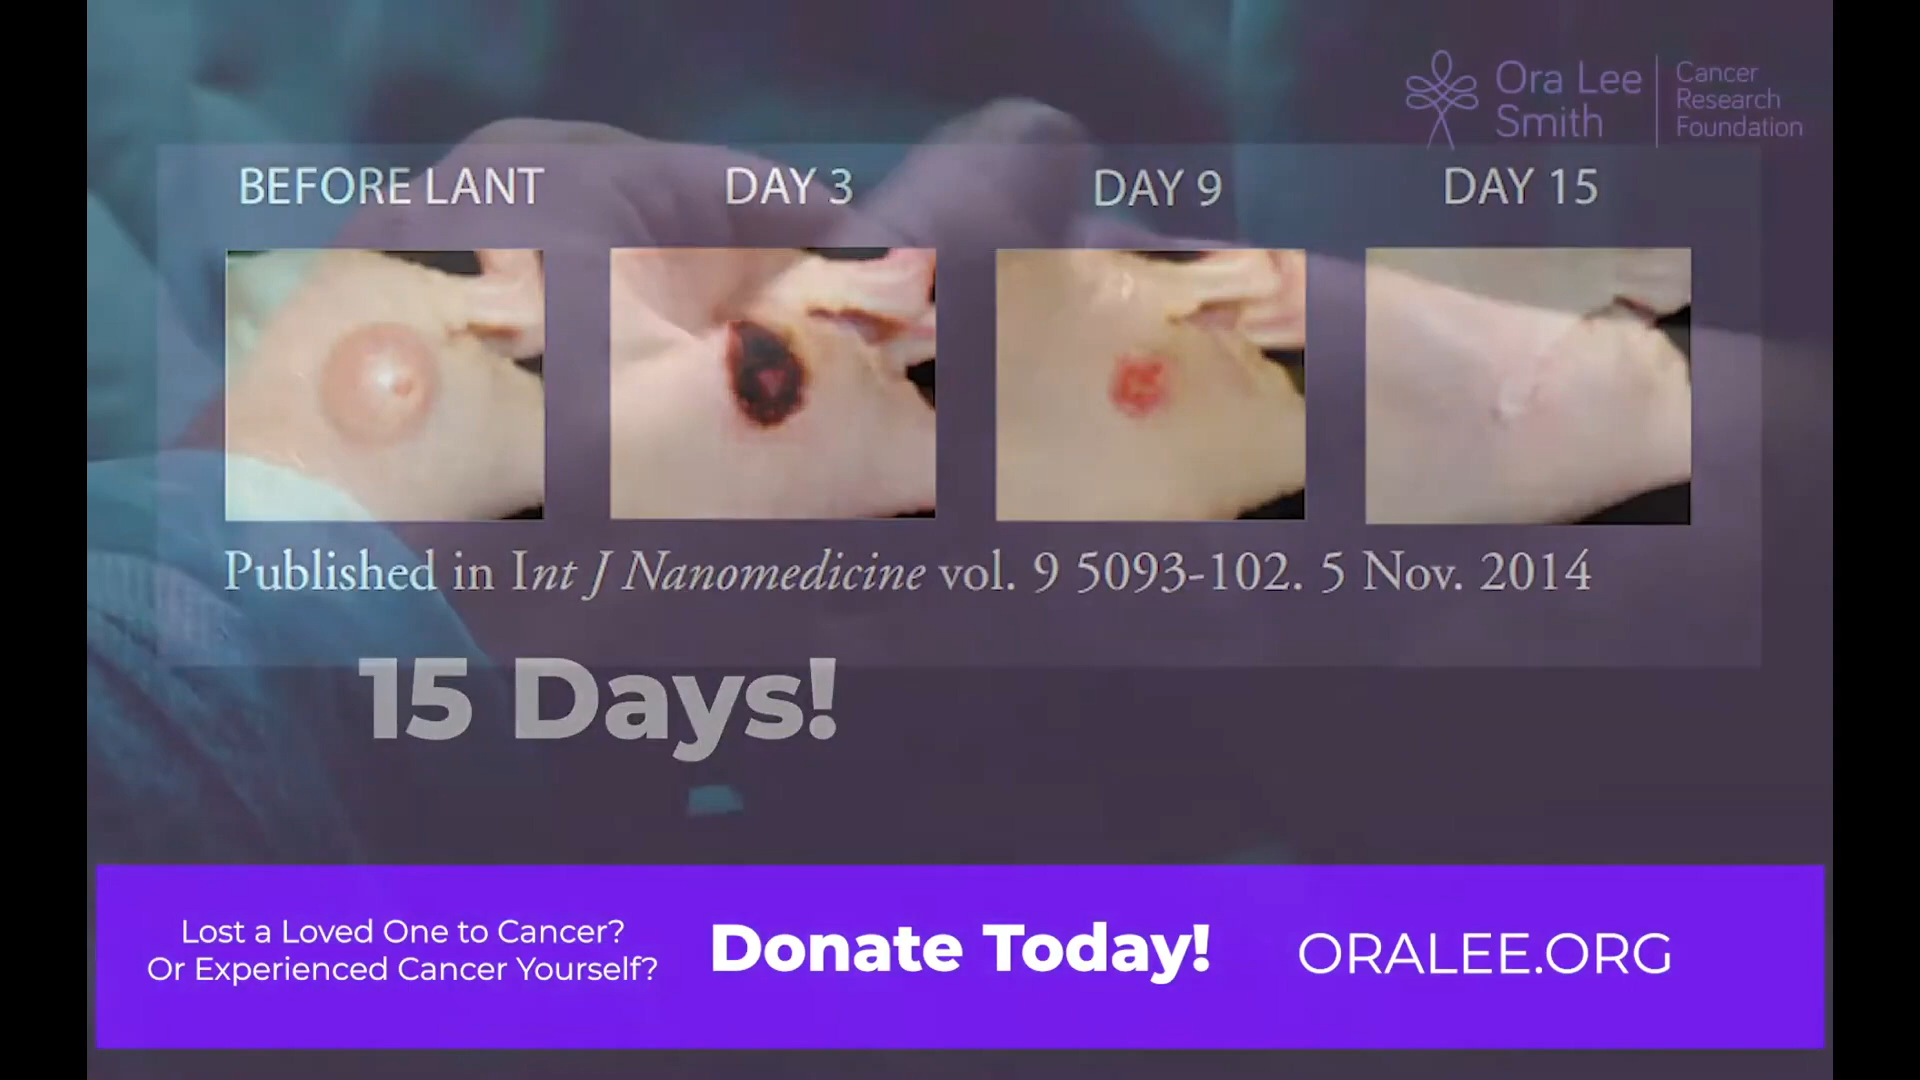 Ora Lee
Smith
Cancer
Research
Foundation
BEFORE LANT
DAY 3
DAY 9
DAY 15
Published in Int J Nanomedicine vol. 9 5093-102. 5 Nov. 2014
15 Days!
Lost a Loved One to Cancer?
Or Experienced Cancer Yourself?
Donate Today!
ORALEE.ORG